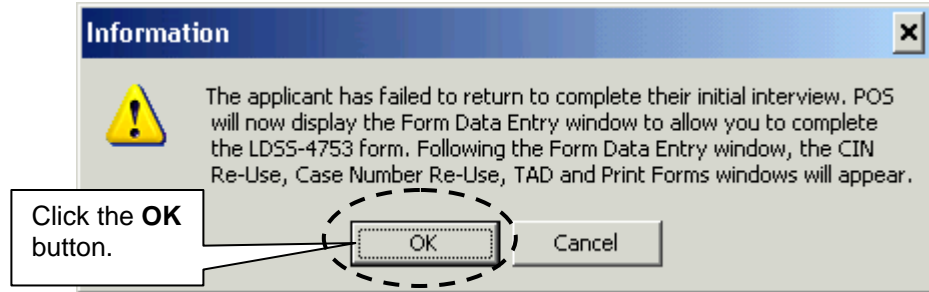 Information
The applicant has failed to return to complete their initial interview. POS
will now display the Form Data Entry window to allow you to complete
the LDSS-4753 form. Following the Form Data Entry window, the CIN
Re-Use, Case Number Re-Use, TAD and Print Forms windows will appear.
Click the OK
button.
OK
Cancel